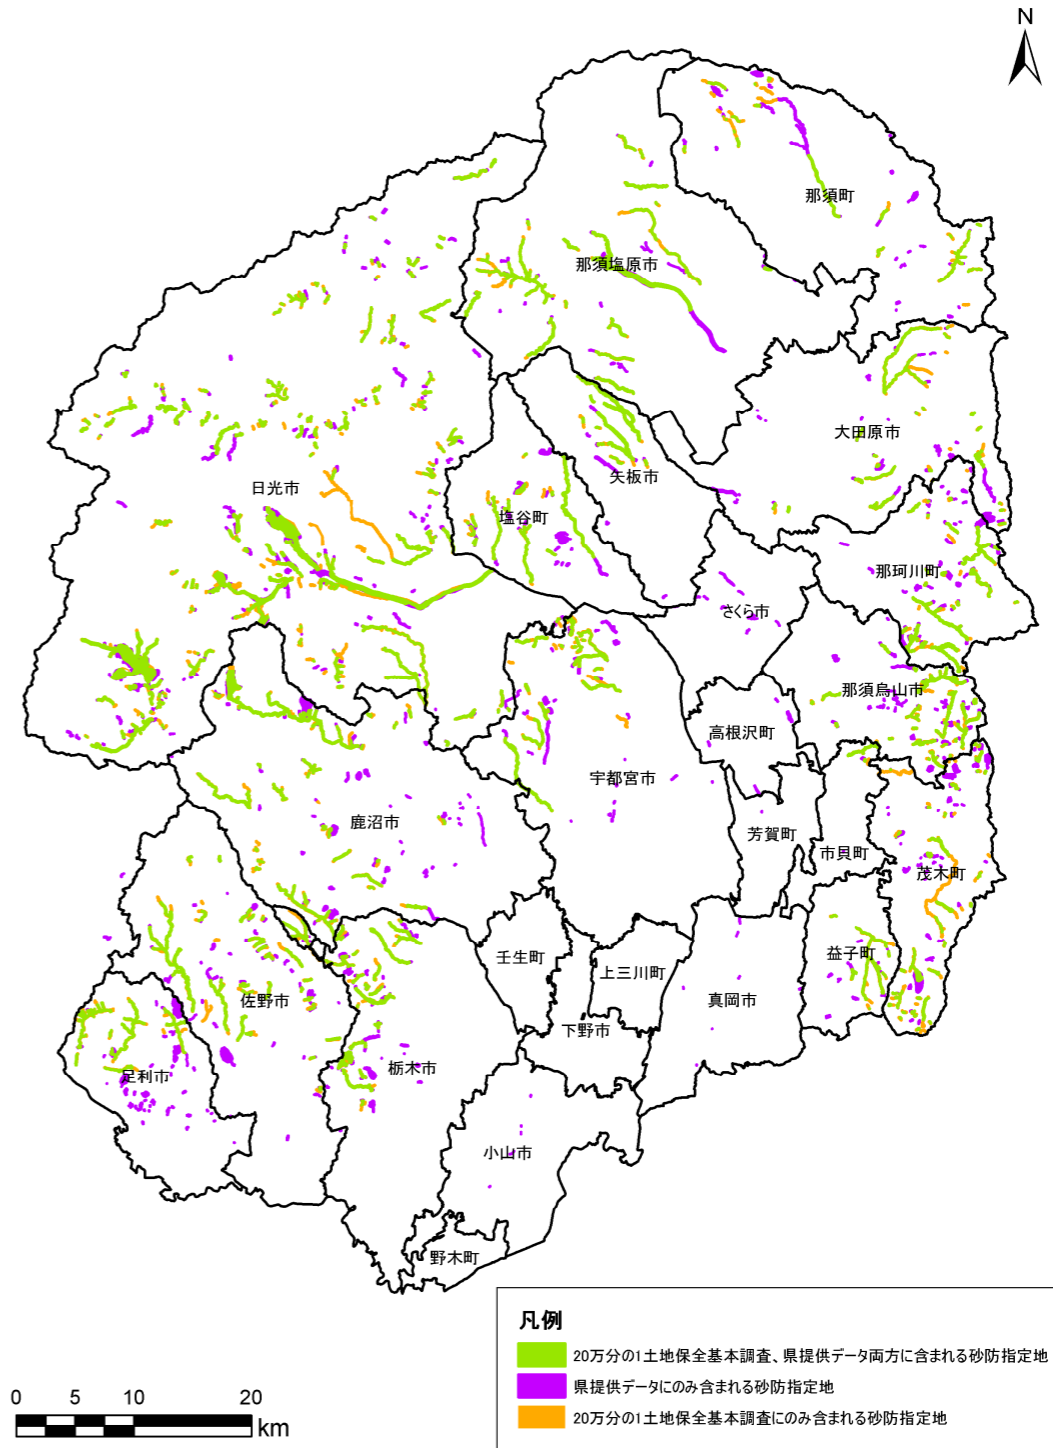 N
那須町
那須塩原市
大田原市
矢板市
日光市
塩谷町
那珂川町
さくら市
那須烏山市
高根沢町
宇都宮市
芳賀町
鹿沼市
市貝町
茂木町
益子町
壬生町
上三川町
佐野市
真岡市
下野市
栃木市
足利市
小山市
野木町
凡例
20万分の1土地保全基本調査、県提供データ両方に含まれる砂防指定地
県提供データにのみ含まれる砂防指定地
20万分の1土地保全基本調査にのみ含まれる砂防指定地
0 5 10 20
km